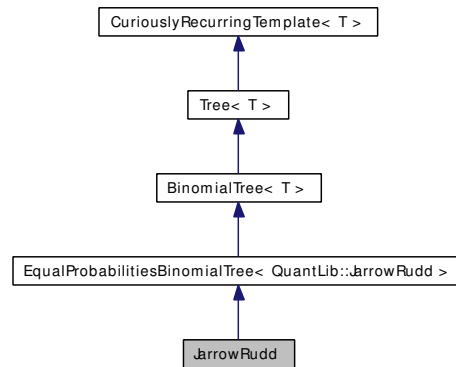 CuriouslyRecurringTemplate< T >
Tree< T >
BinomialTree< T >
EqualProbabilitiesBinomialTree< QuantLib::JarrowRudd >
JarrowRudd